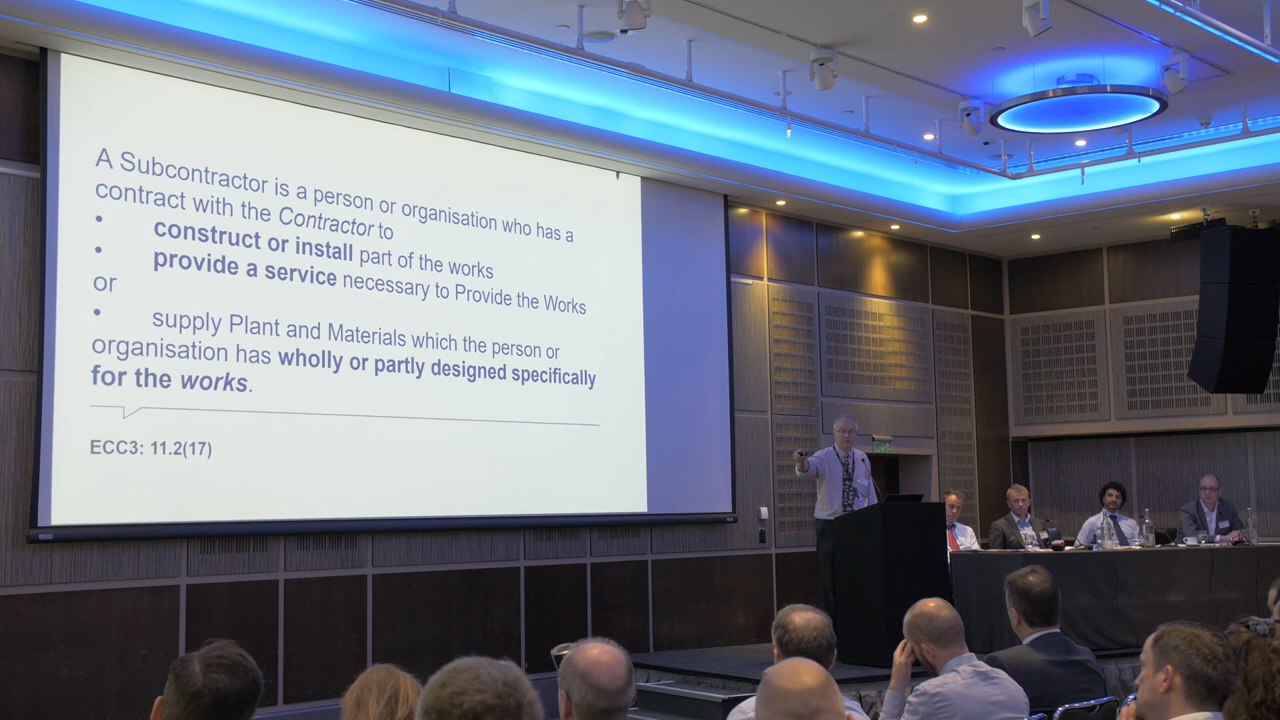 A Subcontractor is a person or organisation who has a
contract with the Contractor to
• construct or install part of the works
• provide a service necessary to Provide the Works
or
• supply Plant and Materials which the person or
organisation has wholly or partly designed specifically
for the works.
ECC3: 11.2(17)